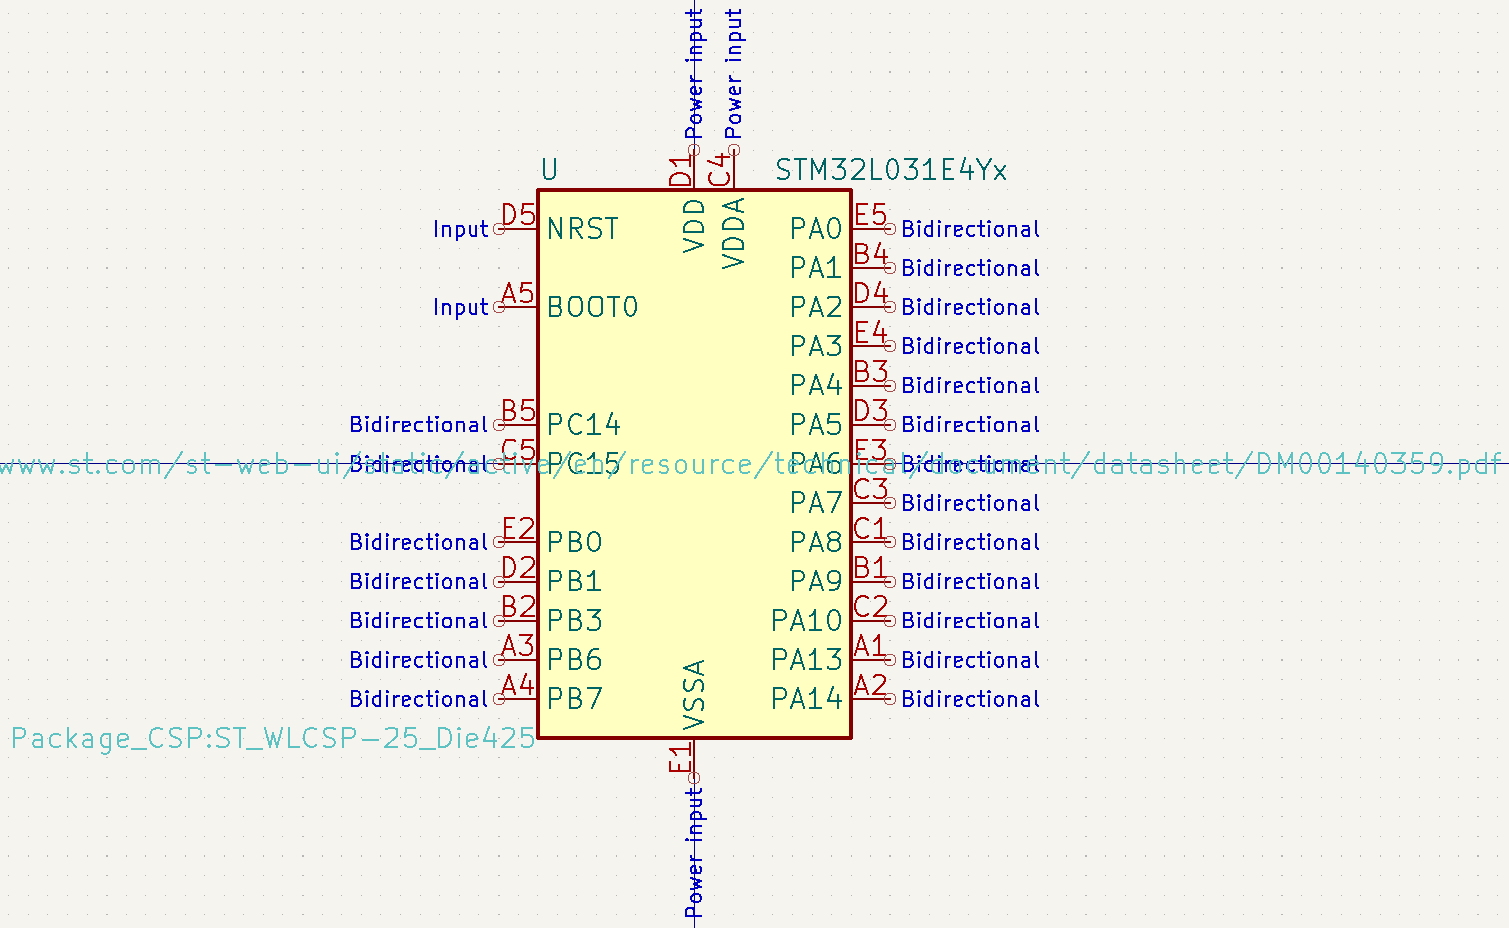 Power input
Power input
U
STM32L031E4Yx
D1
C4
VDD
VDDA
Input D5 NRST
PA0 E5 Bidirectional
PA1 B4 Bidirectional
Input A5 BOOT0
PA2 D4 Bidirectional
PA3 E4 Bidirectional
PA4 B3 Bidirectional
Bidirectional B5 PC14
PA5 D3 Bidirectional
Bidirectional C5 PC15
PA6 E3 Bidirectional
www.st.com/st-web-ui/static/active/en/resource/technical/document/datasheet/DM00140359.pdf
PA7 C3 Bidirectional
Bidirectional E2 PB0
PA8 C1 Bidirectional
Bidirectional D2 PB1
PA9 B1 Bidirectional
Bidirectional B2 PB3
PA10 C2 Bidirectional
Bidirectional A3 PB6
PA13 A1 Bidirectional
Bidirectional A4 PB7
PA14 A2 Bidirectional
VSSA
Package_CSP:ST_WLCSP-25_Die425
E1
Power input